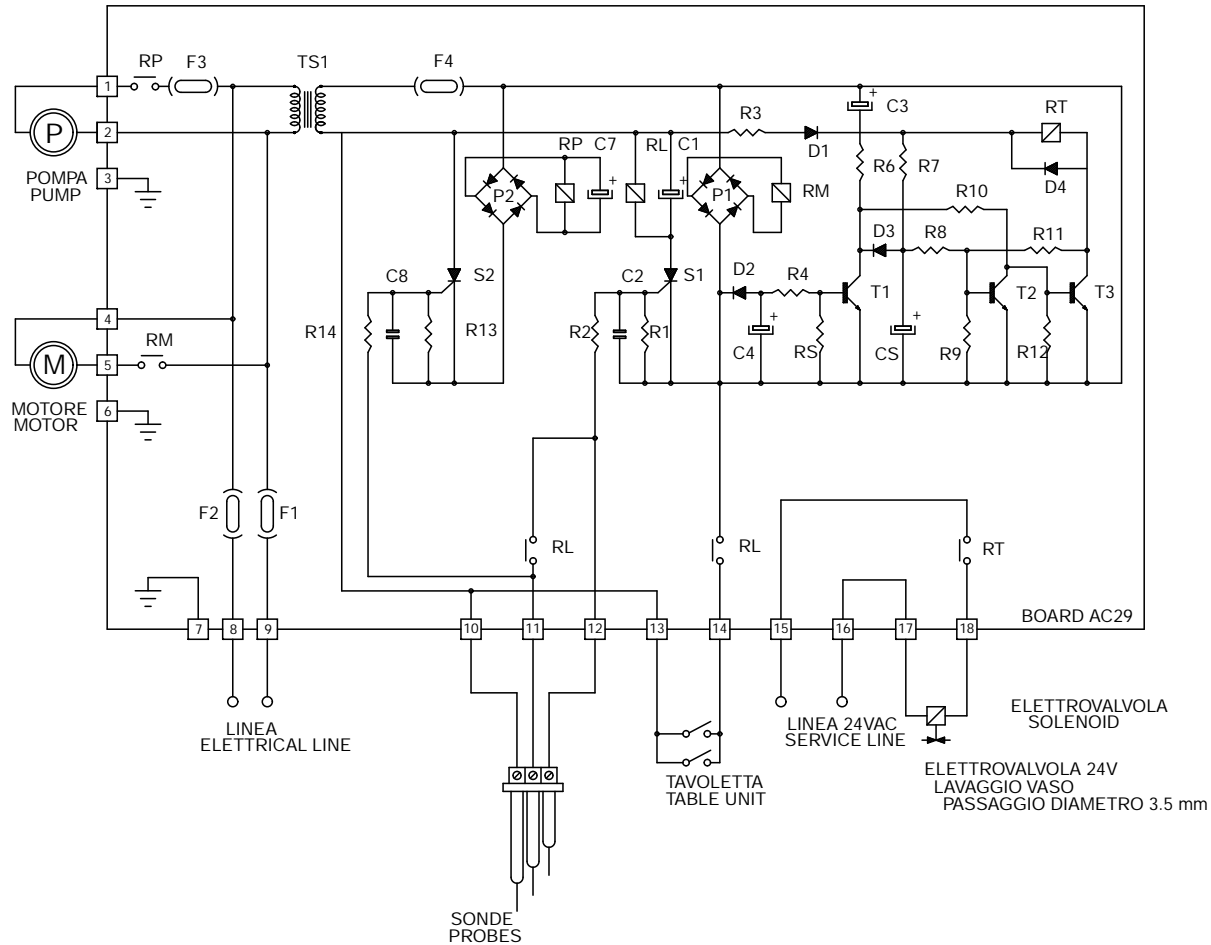 RP
F3
TS1
F4
1
P
2
POMPA
PUMP
3
+
C3
R3
D1
RT
RP
C7
RL
C1
R6
R7
D4
P2
+
+
P1
RM
R10
D3
R8
R11
C8
S2
C2
S1
D2
R4
T1
T2
T3
4
RM
M
5
MOTORE
MOTOR
6
R14
R13
R2
R1
+
C4
RS
+
CS
R9
R12
F2
F1
RL
RL
RT
BOARD AC29
7
8
9
10
11
12
13
14
15
16
17
18
LINEA
ELETTRICAL LINE
LINEA 24VAC
SERVICE LINE
ELETTROVALVOLA
SOLENOID
TAVOLETTA
TABLE UNIT
ELETTROVALVOLA 24V
LAVAGGIO VASO
PASSAGGIO DIAMETRO 3.5 mm
SONDE
PROBES